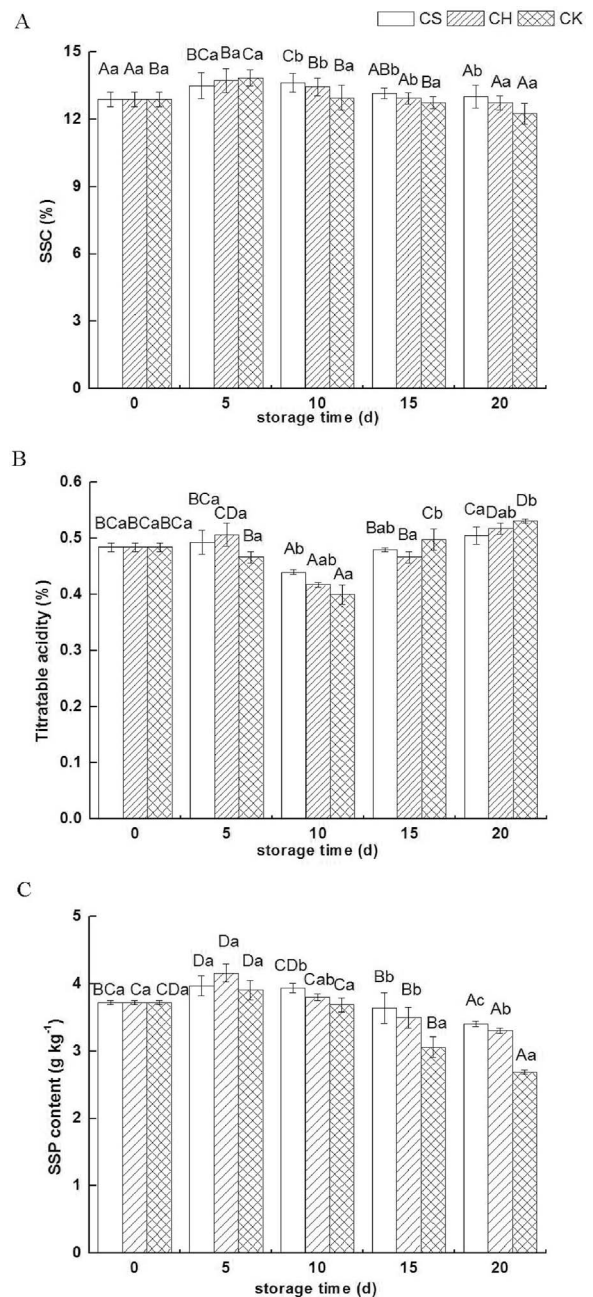 A
CS CH CK
15
Aa Aa Ba BCa Ba Ca Cb Bb Ba ABb Ab Ba Ab Aa Aa
12
9
6
3
0
SSC (%)
0 5 10 15 20
storage time (d)
B
0.6
BCaBCaBCa BCa CDa Ba Ab Aab Aa Bab Ba Cb Ca Dab Db
0.5
0.4
0.3
0.2
0.1
0.0
Titratable acidity (%)
0 5 10 15 20
storage time (d)
C
5
BCa Ca CDa Da Da Da CDb Cab Ca Bb Bb Ba Ac Ab Aa
4
3
2
1
0
SSP content (g kg⁻¹)
0 5 10 15 20
storage time (d)